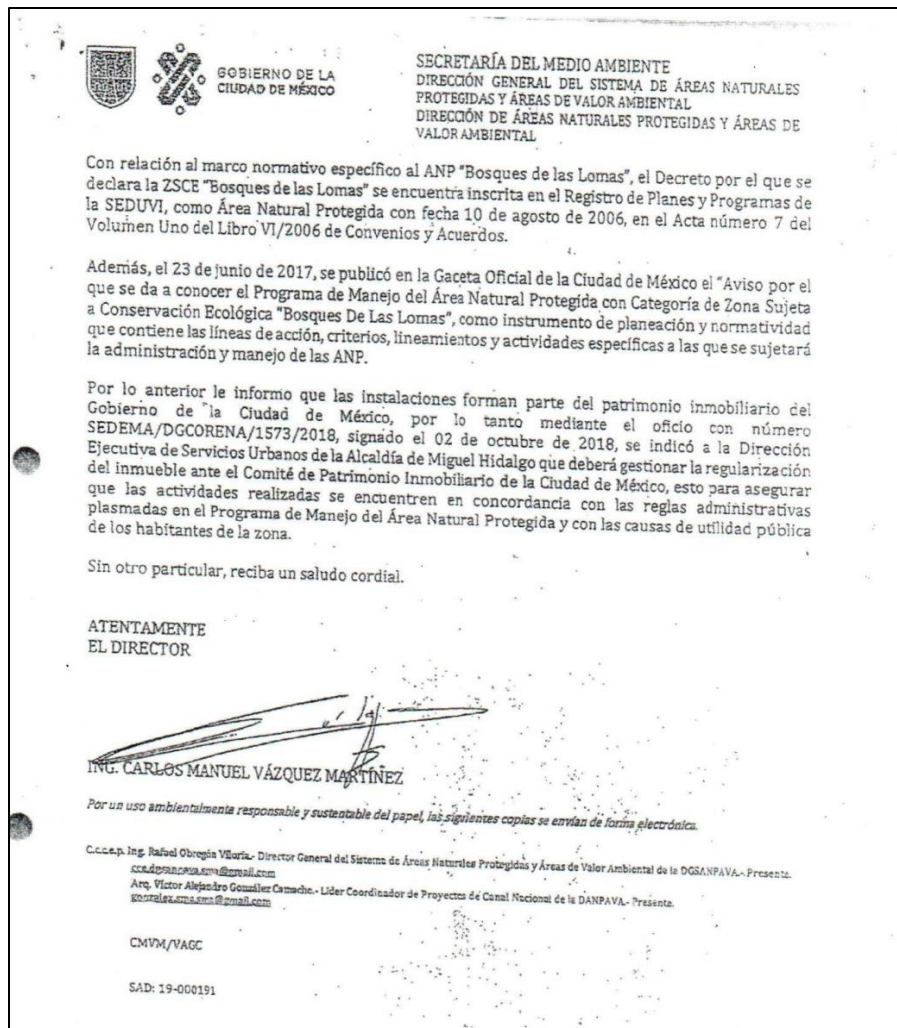 GOBIERNO DE LA
CIUDAD DE MÉXICO
SECRETARÍA DEL MEDIO AMBIENTE
DIRECCIÓN GENERAL DEL SISTEMA DE ÁREAS NATURALES
PROTEGIDAS Y ÁREAS DE VALOR AMBIENTAL
DIRECCIÓN DE ÁREAS NATURALES PROTEGIDAS Y ÁREAS DE
VALOR AMBIENTAL
Con relación al marco normativo específico al ANP "Bosques de las Lomas", el Decreto por el que se
declara la ZSCE "Bosques de las Lomas" se encuentra inscrita en el Registro de Planes y Programas de
la SEDUVI, como Área Natural Protegida con fecha 10 de agosto de 2006, en el Acta número 7 del
Volumen Uno del Libro VI/2006 de Convenios y Acuerdos.
Además, el 23 de junio de 2017, se publicó en la Gaceta Oficial de la Ciudad de México el "Aviso por el
que se da a conocer el Programa de Manejo del Área Natural Protegida con Categoría de Zona Sujeta
a Conservación Ecológica "Bosques De Las Lomas", como instrumento de planeación y normatividad
que contiene las líneas de acción, criterios, lineamientos y actividades específicas a las que se sujetará
la administración y manejo de las ANP.
Por lo anterior le informo que las instalaciones forman parte del patrimonio inmobiliario del
Gobierno de la Ciudad de México, por lo tanto mediante el oficio con número
SEDEMA/DGCORENA/1573/2018, signado el 02 de octubre de 2018, se indicó a la Dirección
Ejecutiva de Servicios Urbanos de la Alcaldía de Miguel Hidalgo que deberá gestionar la regularización
del inmueble ante el Comité de Patrimonio Inmobiliario de la Ciudad de México, esto para asegurar
que las actividades realizadas se encuentren en concordancia con las reglas administrativas
plasmadas en el Programa de Manejo del Área Natural Protegida y con las causas de utilidad pública
de los habitantes de la zona.
Sin otro particular, reciba un saludo cordial.
ATENTAMENTE
EL DIRECTOR
ING. CARLOS MANUEL VÁZQUEZ MARTÍNEZ
Por un uso ambientalmente responsable y sustentable del papel, las siguientes copias se envían de forma electrónica.
C.c.c.e.p. Ing. Rafael Obregón Viloria.- Director General del Sistema de Áreas Naturales Protegidas y Áreas de Valor Ambiental de la DGSANPAVA.- Presente.
Arq. Víctor Alejandro González Camacho.- Líder Coordinador de Proyectos de Canal Nacional de la DANPAVA.- Presente.
gonzalez.sma.sma@gmail.com
CMVM/VAGC
SAD: 19-000191